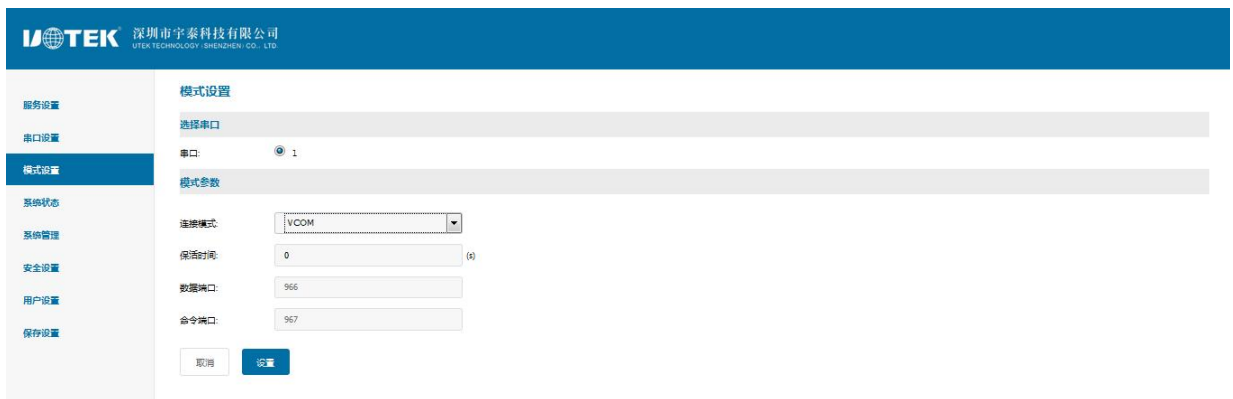 UOTEK 深圳市宇泰科技有限公司
UTEK TECHNOLOGY (SHENZHEN) CO., LTD.
服务设置
串口设置
模式设置
系统状态
系统管理
安全设置
用户设置
保存设置
模式设置
选择串口
串口: 1
模式参数
连接模式: VCOM
保活时间: 0 (s)
数据端口: 966
命令端口: 967
取消 设置